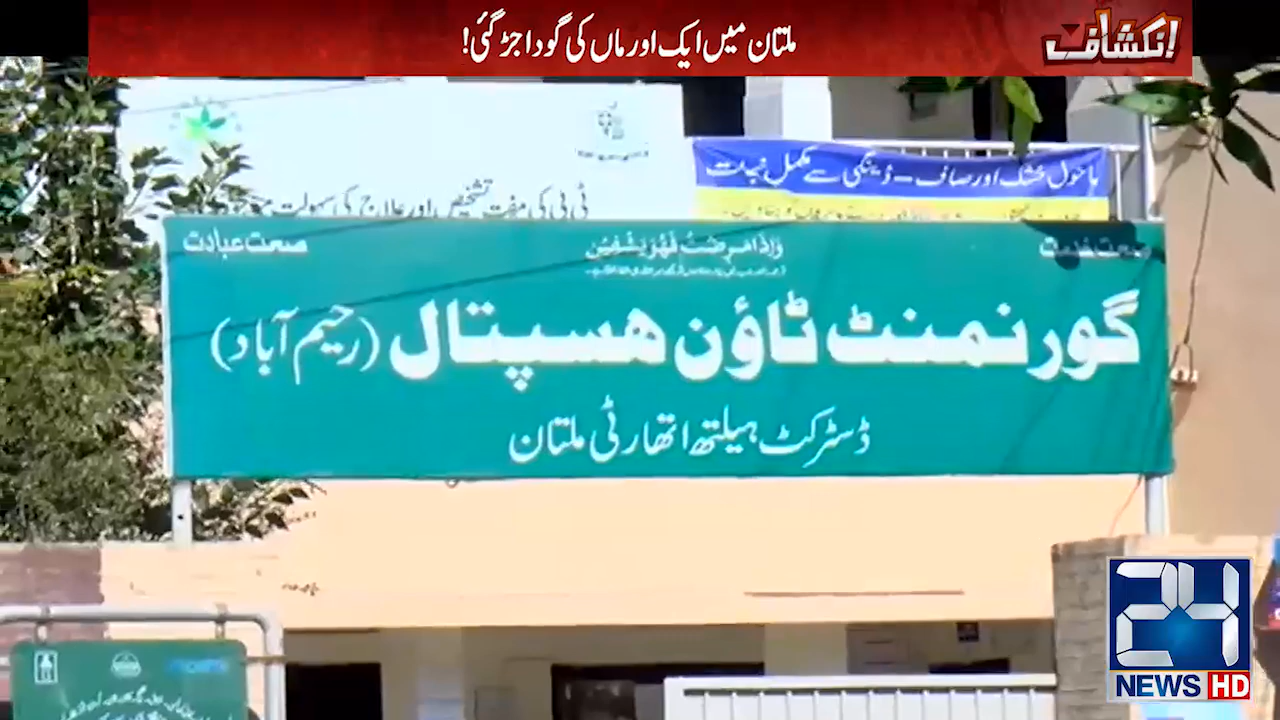 ملتان میں ایک اور ماں کی گود اجڑ گئی!
انکشاف
ماحول خشک اور صاف - ڈینگی سے مکمل نجات
ٹی بی کی مفت تشخیص اور علاج کی سہولت
صحت خدمت
وَاِذَا مَرِضْتُ فَهُوَ يَشْفِيْنِ
صحت عبادت
گورنمنٹ ٹاؤن ھسپتال (رحیم آباد)
ڈسٹرکٹ ہیلتھ اتھارٹی ملتان
24
NEWS HD